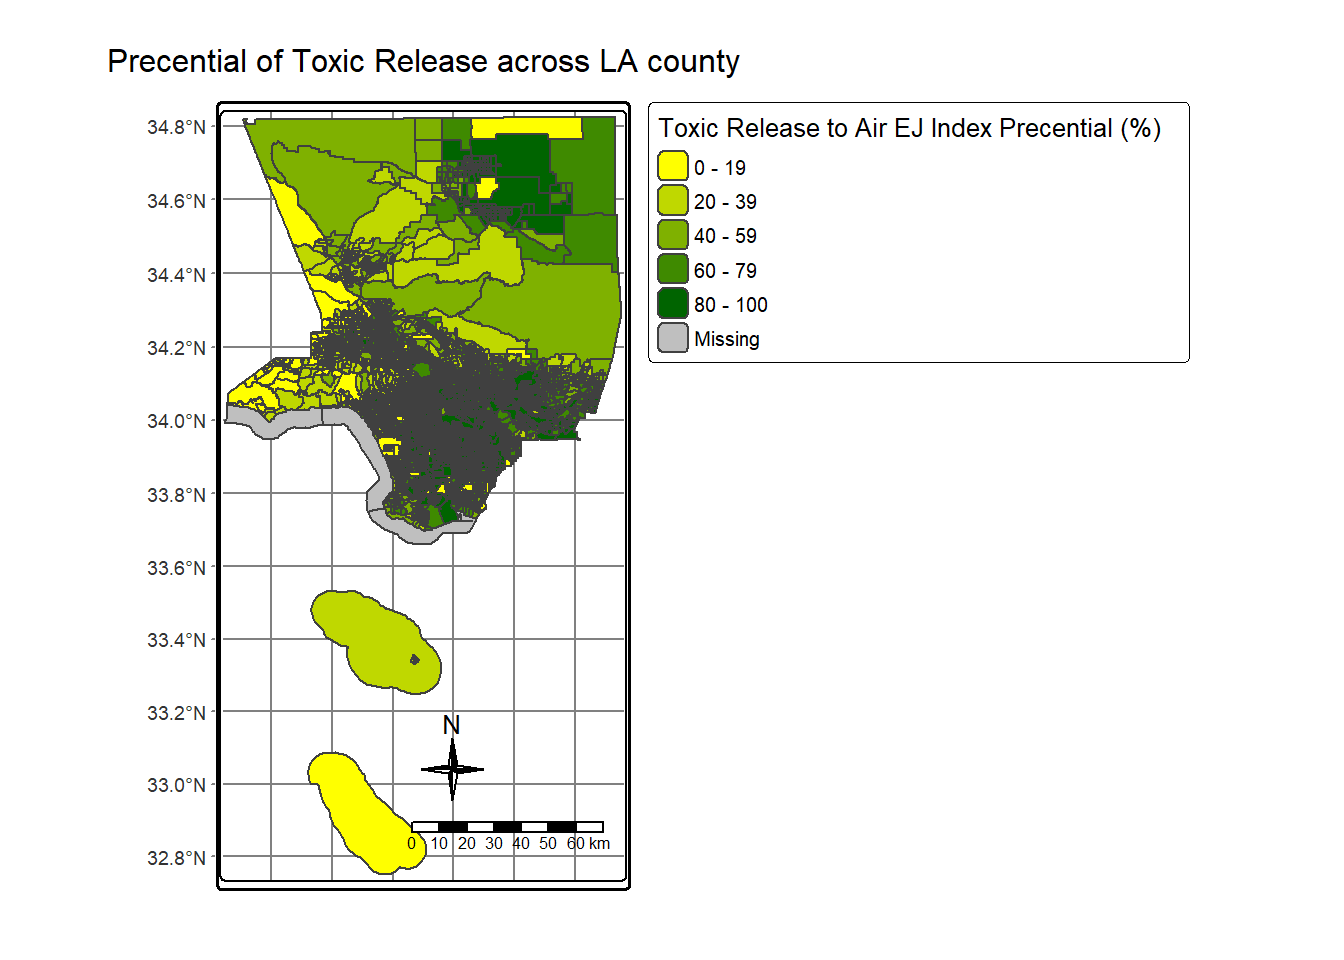 Precential of Toxic Release across LA county
Toxic Release to Air EJ Index Precential (%)
0 - 19
20 - 39
40 - 59
60 - 79
80 - 100
Missing
34.8°N
34.6°N
34.4°N
34.2°N
34.0°N
33.8°N
33.6°N
33.4°N
33.2°N
33.0°N
32.8°N
N
0 10 20 30 40 50 60 km